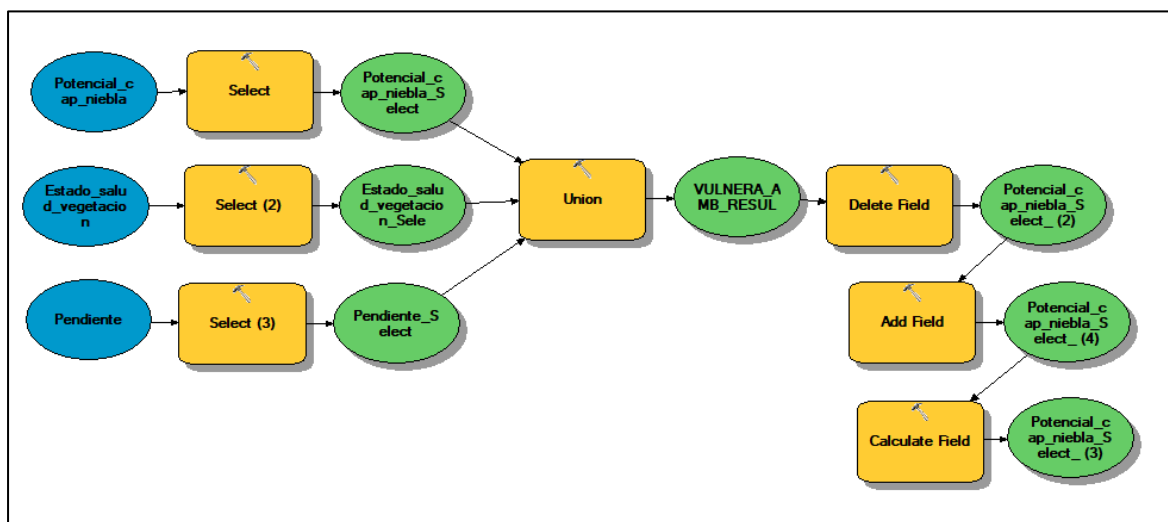 Potencial_c
ap_niebla
Select
Potencial_c
ap_niebla_S
elect
Estado_salu
d_vegetacio
n
Select (2)
Estado_salu
d_vegetacio
n_Sele
Union
VULNERA_A
MB_RESUL
Delete Field
Potencial_c
ap_niebla_S
elect_ (2)
Pendiente
Select (3)
Pendiente_S
elect
Add Field
Potencial_c
ap_niebla_S
elect_ (4)
Calculate Field
Potencial_c
ap_niebla_S
elect_ (3)